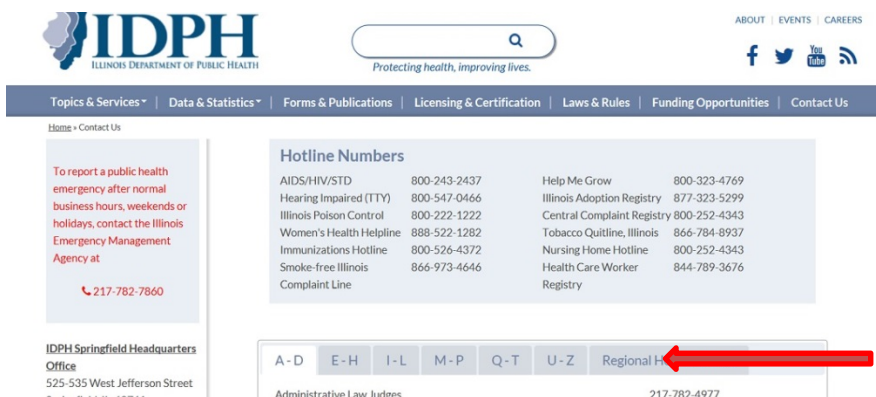 ABOUT | EVENTS | CAREERS
IDPH
ILLINOIS DEPARTMENT OF PUBLIC HEALTH
Protecting health, improving lives.
You Tube
Topics & Services | Data & Statistics | Forms & Publications | Licensing & Certification | Laws & Rules | Funding Opportunities | Contact Us
Home » Contact Us
To report a public health
emergency after normal
business hours, weekends or
holidays, contact the Illinois
Emergency Management
Agency at
217-782-7860
IDPH Springfield Headquarters
Office
525-535 West Jefferson Street
Hotline Numbers
AIDS/HIV/STD 800-243-2437 Help Me Grow 800-323-4769
Hearing Impaired (TTY) 800-547-0466 Illinois Adoption Registry 877-323-5299
Illinois Poison Control 800-222-1222 Central Complaint Registry 800-252-4343
Women's Health Helpline 888-522-1282 Tobacco Quitline, Illinois 866-784-8937
Immunizations Hotline 800-526-4372 Nursing Home Hotline 800-252-4343
Smoke-free Illinois 866-973-4646 Health Care Worker 844-789-3676
Complaint Line Registry
A - D E - H I - L M - P Q - T U - Z Regional
Administrative Law Judges 217-782-4977